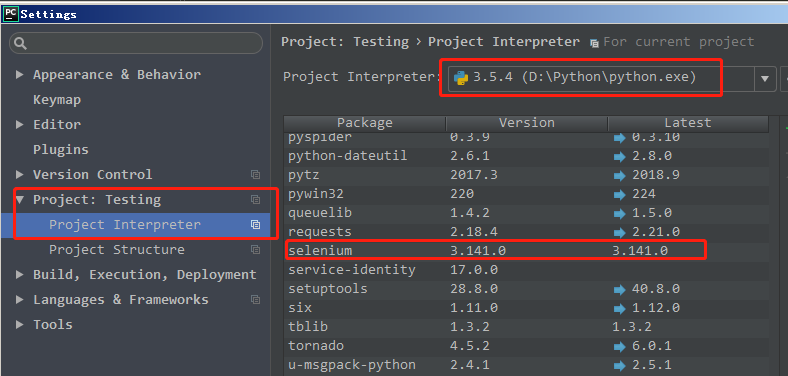 PC Settings
Project: Testing › Project Interpreter For current project
Appearance & Behavior
Keymap
Editor
Plugins
Version Control
Project: Testing
Project Interpreter
Project Structure
Build, Execution, Deployment
Languages & Frameworks
Tools
Project Interpreter: 3.5.4 (D:\Python\python.exe)
Package Version Latest
pyspider 0.3.9 0.3.10
python-dateutil 2.6.1 2.8.0
pytz 2017.3 2018.9
pywin32 220 224
queuelib 1.4.2 1.5.0
requests 2.18.4 2.21.0
selenium 3.141.0 3.141.0
service-identity 17.0.0
setuptools 28.8.0 40.8.0
six 1.11.0 1.12.0
tblib 1.3.2 1.3.2
tornado 4.5.2 6.0.1
u-msgpack-python 2.4.1 2.5.1